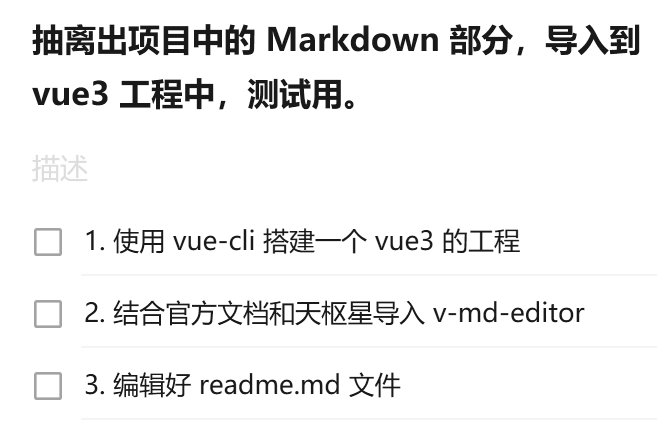 抽离出项目中的 Markdown 部分，导入到
vue3 工程中，测试用。
描述
1. 使用 vue-cli 搭建一个 vue3 的工程
2. 结合官方文档和天枢星导入 v-md-editor
3. 编辑好 readme.md 文件